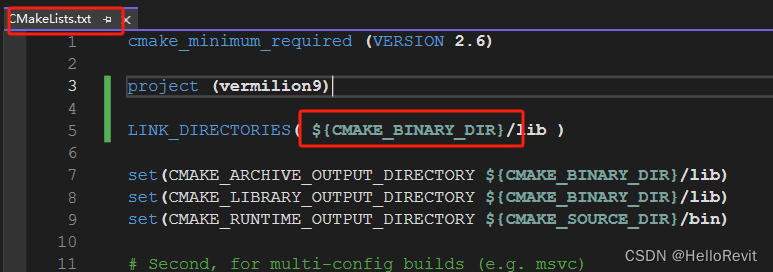 CMakeLists.txt
1 cmake_minimum_required (VERSION 2.6)
2
3 project (vermilion9)
4
5 LINK_DIRECTORIES( ${CMAKE_BINARY_DIR}/lib )
6
7 set(CMAKE_ARCHIVE_OUTPUT_DIRECTORY ${CMAKE_BINARY_DIR}/lib)
8 set(CMAKE_LIBRARY_OUTPUT_DIRECTORY ${CMAKE_BINARY_DIR}/lib)
9 set(CMAKE_RUNTIME_OUTPUT_DIRECTORY ${CMAKE_SOURCE_DIR}/bin)
10
11 # Second, for multi-config builds (e.g. msvc)
CSDN @HelloRevit